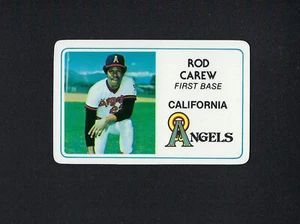 ROD
CAREW
FIRST BASE
CALIFORNIA
ANGELS